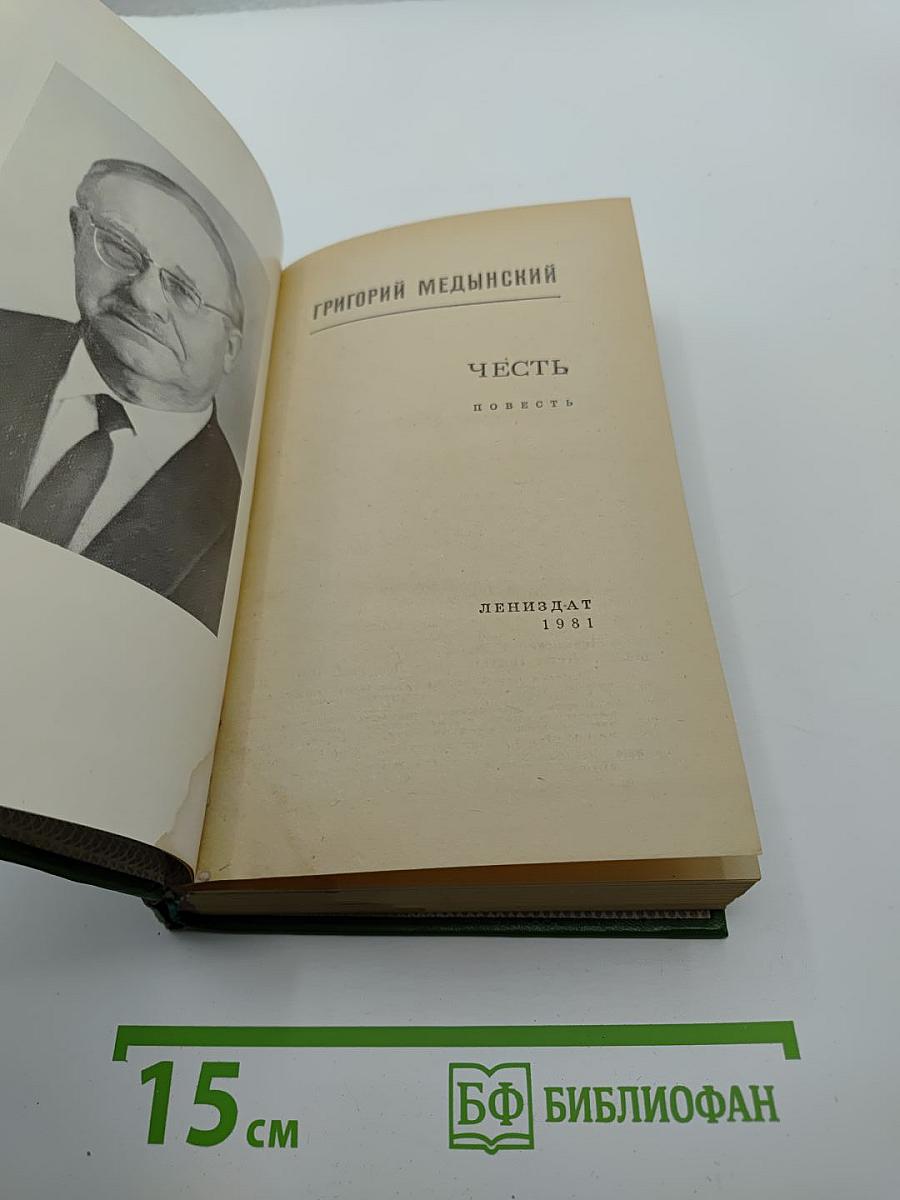 ГРИГОРИЙ МЕДЫНСКИЙ
ЧЕСТЬ
ПОВЕСТЬ
ЛЕНИЗДАТ
1981
15 см
БФ БИБЛИОФАН